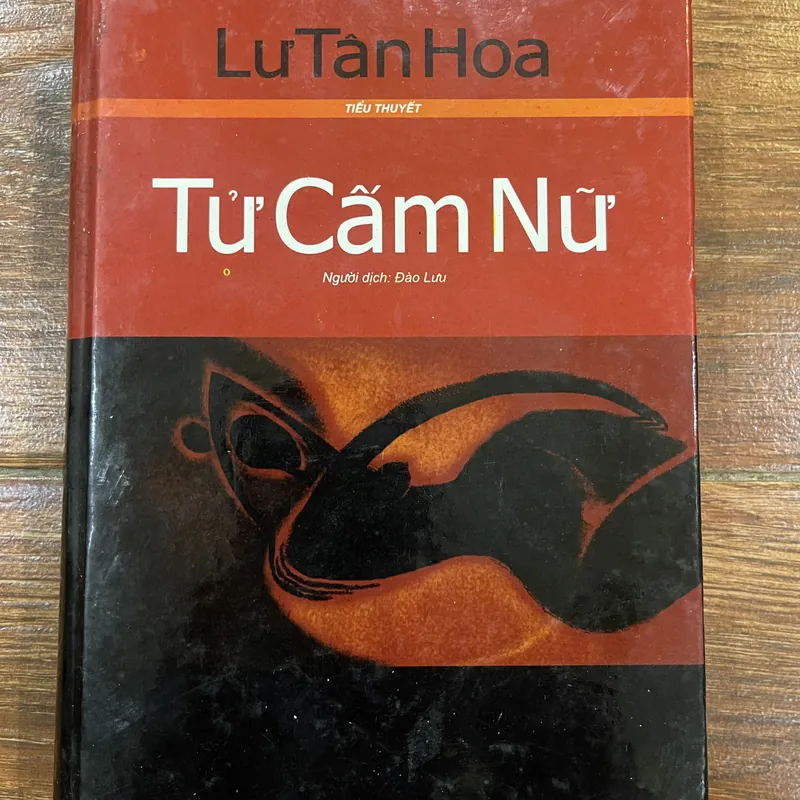 Lư Tân Hoa
TIỂU THUYẾT
Tử Cấm Nữ
Người dịch: Đào Lưu